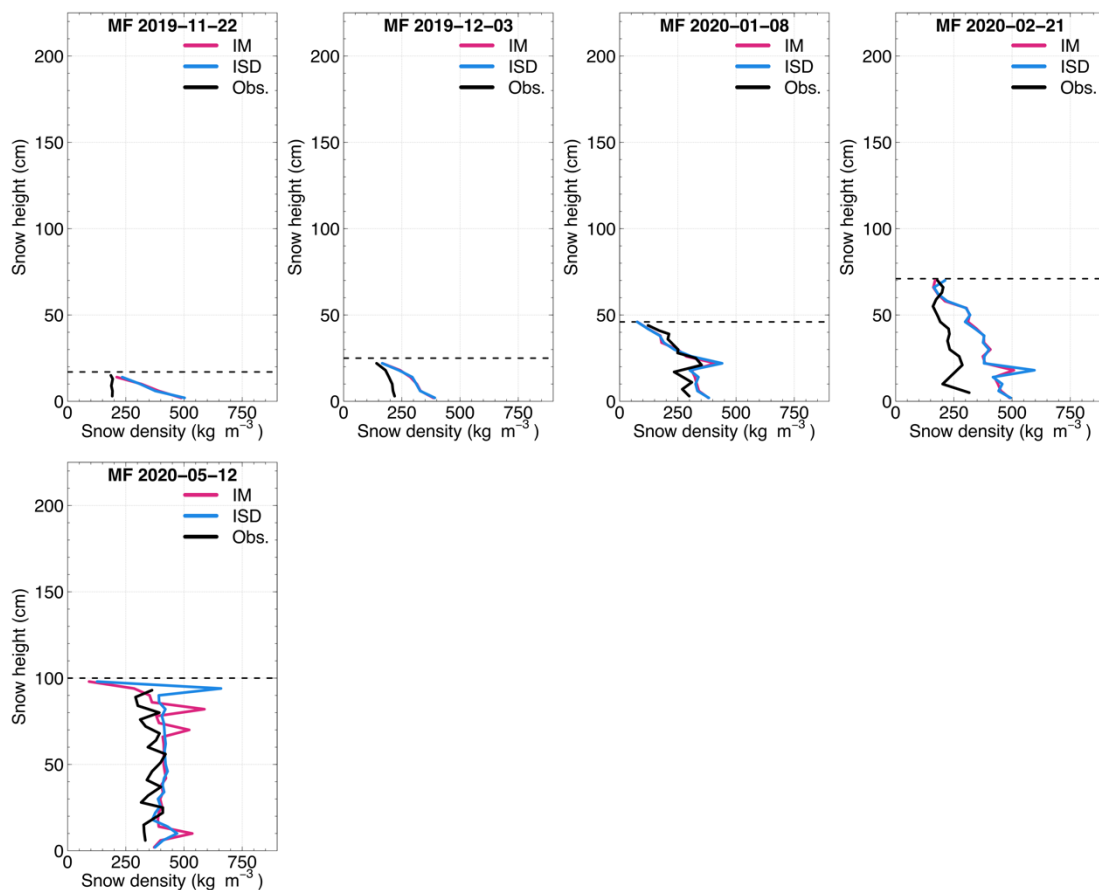 MF 2019−11−22
IM
ISD
Obs.
Snow height (cm)
200
150
100
50
0
0 250 500 750
Snow density (kg m−3)
MF 2019−12−03
IM
ISD
Obs.
Snow height (cm)
200
150
100
50
0
0 250 500 750
Snow density (kg m−3)
MF 2020−01−08
IM
ISD
Obs.
Snow height (cm)
200
150
100
50
0
0 250 500 750
Snow density (kg m−3)
MF 2020−02−21
IM
ISD
Obs.
Snow height (cm)
200
150
100
50
0
0 250 500 750
Snow density (kg m−3)
MF 2020−05−12
IM
ISD
Obs.
Snow height (cm)
200
150
100
50
0
0 250 500 750
Snow density (kg m−3)